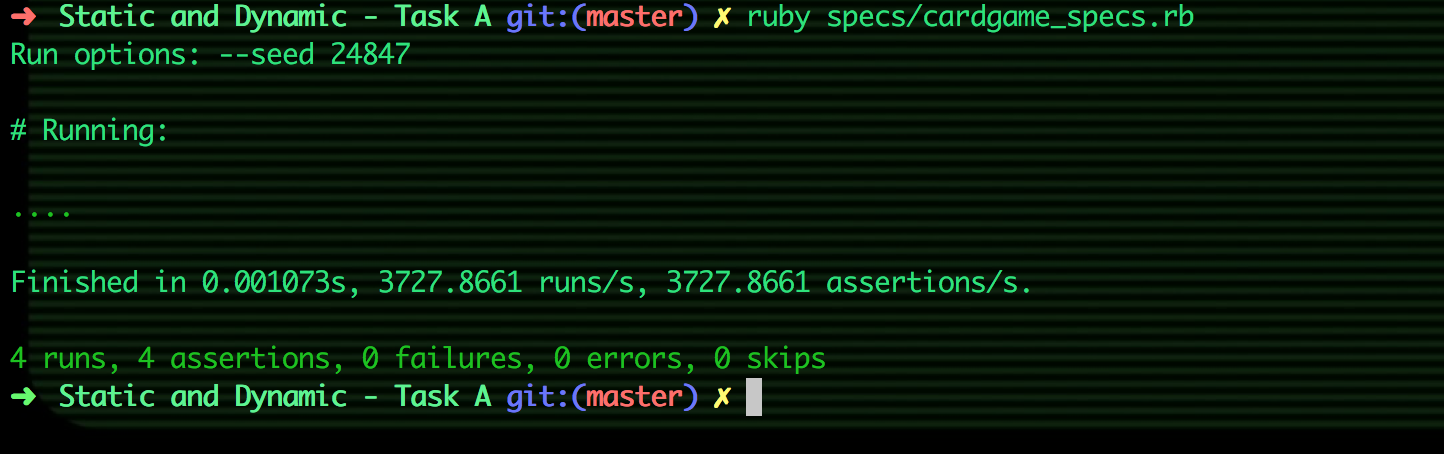 ➜ Static and Dynamic - Task A git:(master) ✗ ruby specs/cardgame_specs.rb
Run options: --seed 24847
# Running:
....
Finished in 0.001073s, 3727.8661 runs/s, 3727.8661 assertions/s.
4 runs, 4 assertions, 0 failures, 0 errors, 0 skips
➜ Static and Dynamic - Task A git:(master) ✗